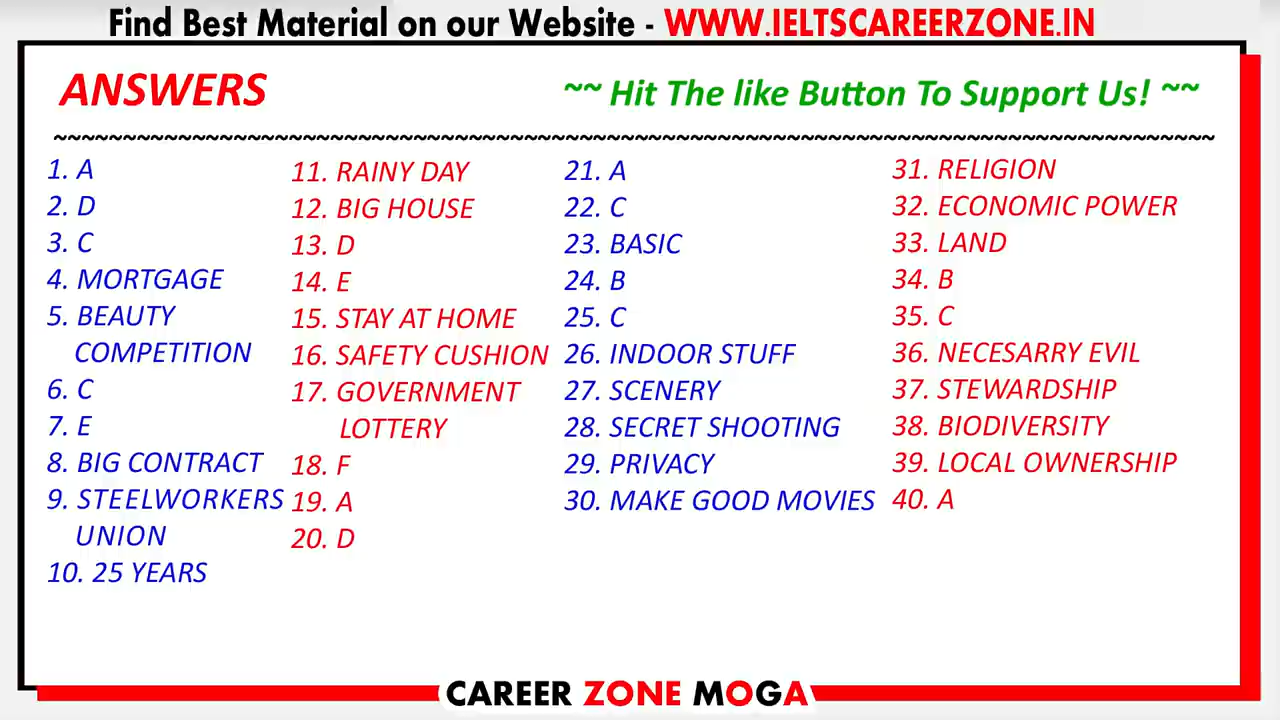 Find Best Material on our Website - WWW.IELTSCAREERZONE.IN
ANSWERS
~~ Hit The like Button To Support Us! ~~
1. A
2. D
3. C
4. MORTGAGE
5. BEAUTY
COMPETITION
6. C
7. E
8. BIG CONTRACT
9. STEELWORKERS
UNION
10. 25 YEARS
11. RAINY DAY
12. BIG HOUSE
13. D
14. E
15. STAY AT HOME
16. SAFETY CUSHION
17. GOVERNMENT
LOTTERY
18. F
19. A
20. D
21. A
22. C
23. BASIC
24. B
25. C
26. INDOOR STUFF
27. SCENERY
28. SECRET SHOOTING
29. PRIVACY
30. MAKE GOOD MOVIES
31. RELIGION
32. ECONOMIC POWER
33. LAND
34. B
35. C
36. NECESARRY EVIL
37. STEWARDSHIP
38. BIODIVERSITY
39. LOCAL OWNERSHIP
40. A
CAREER ZONE MOGA